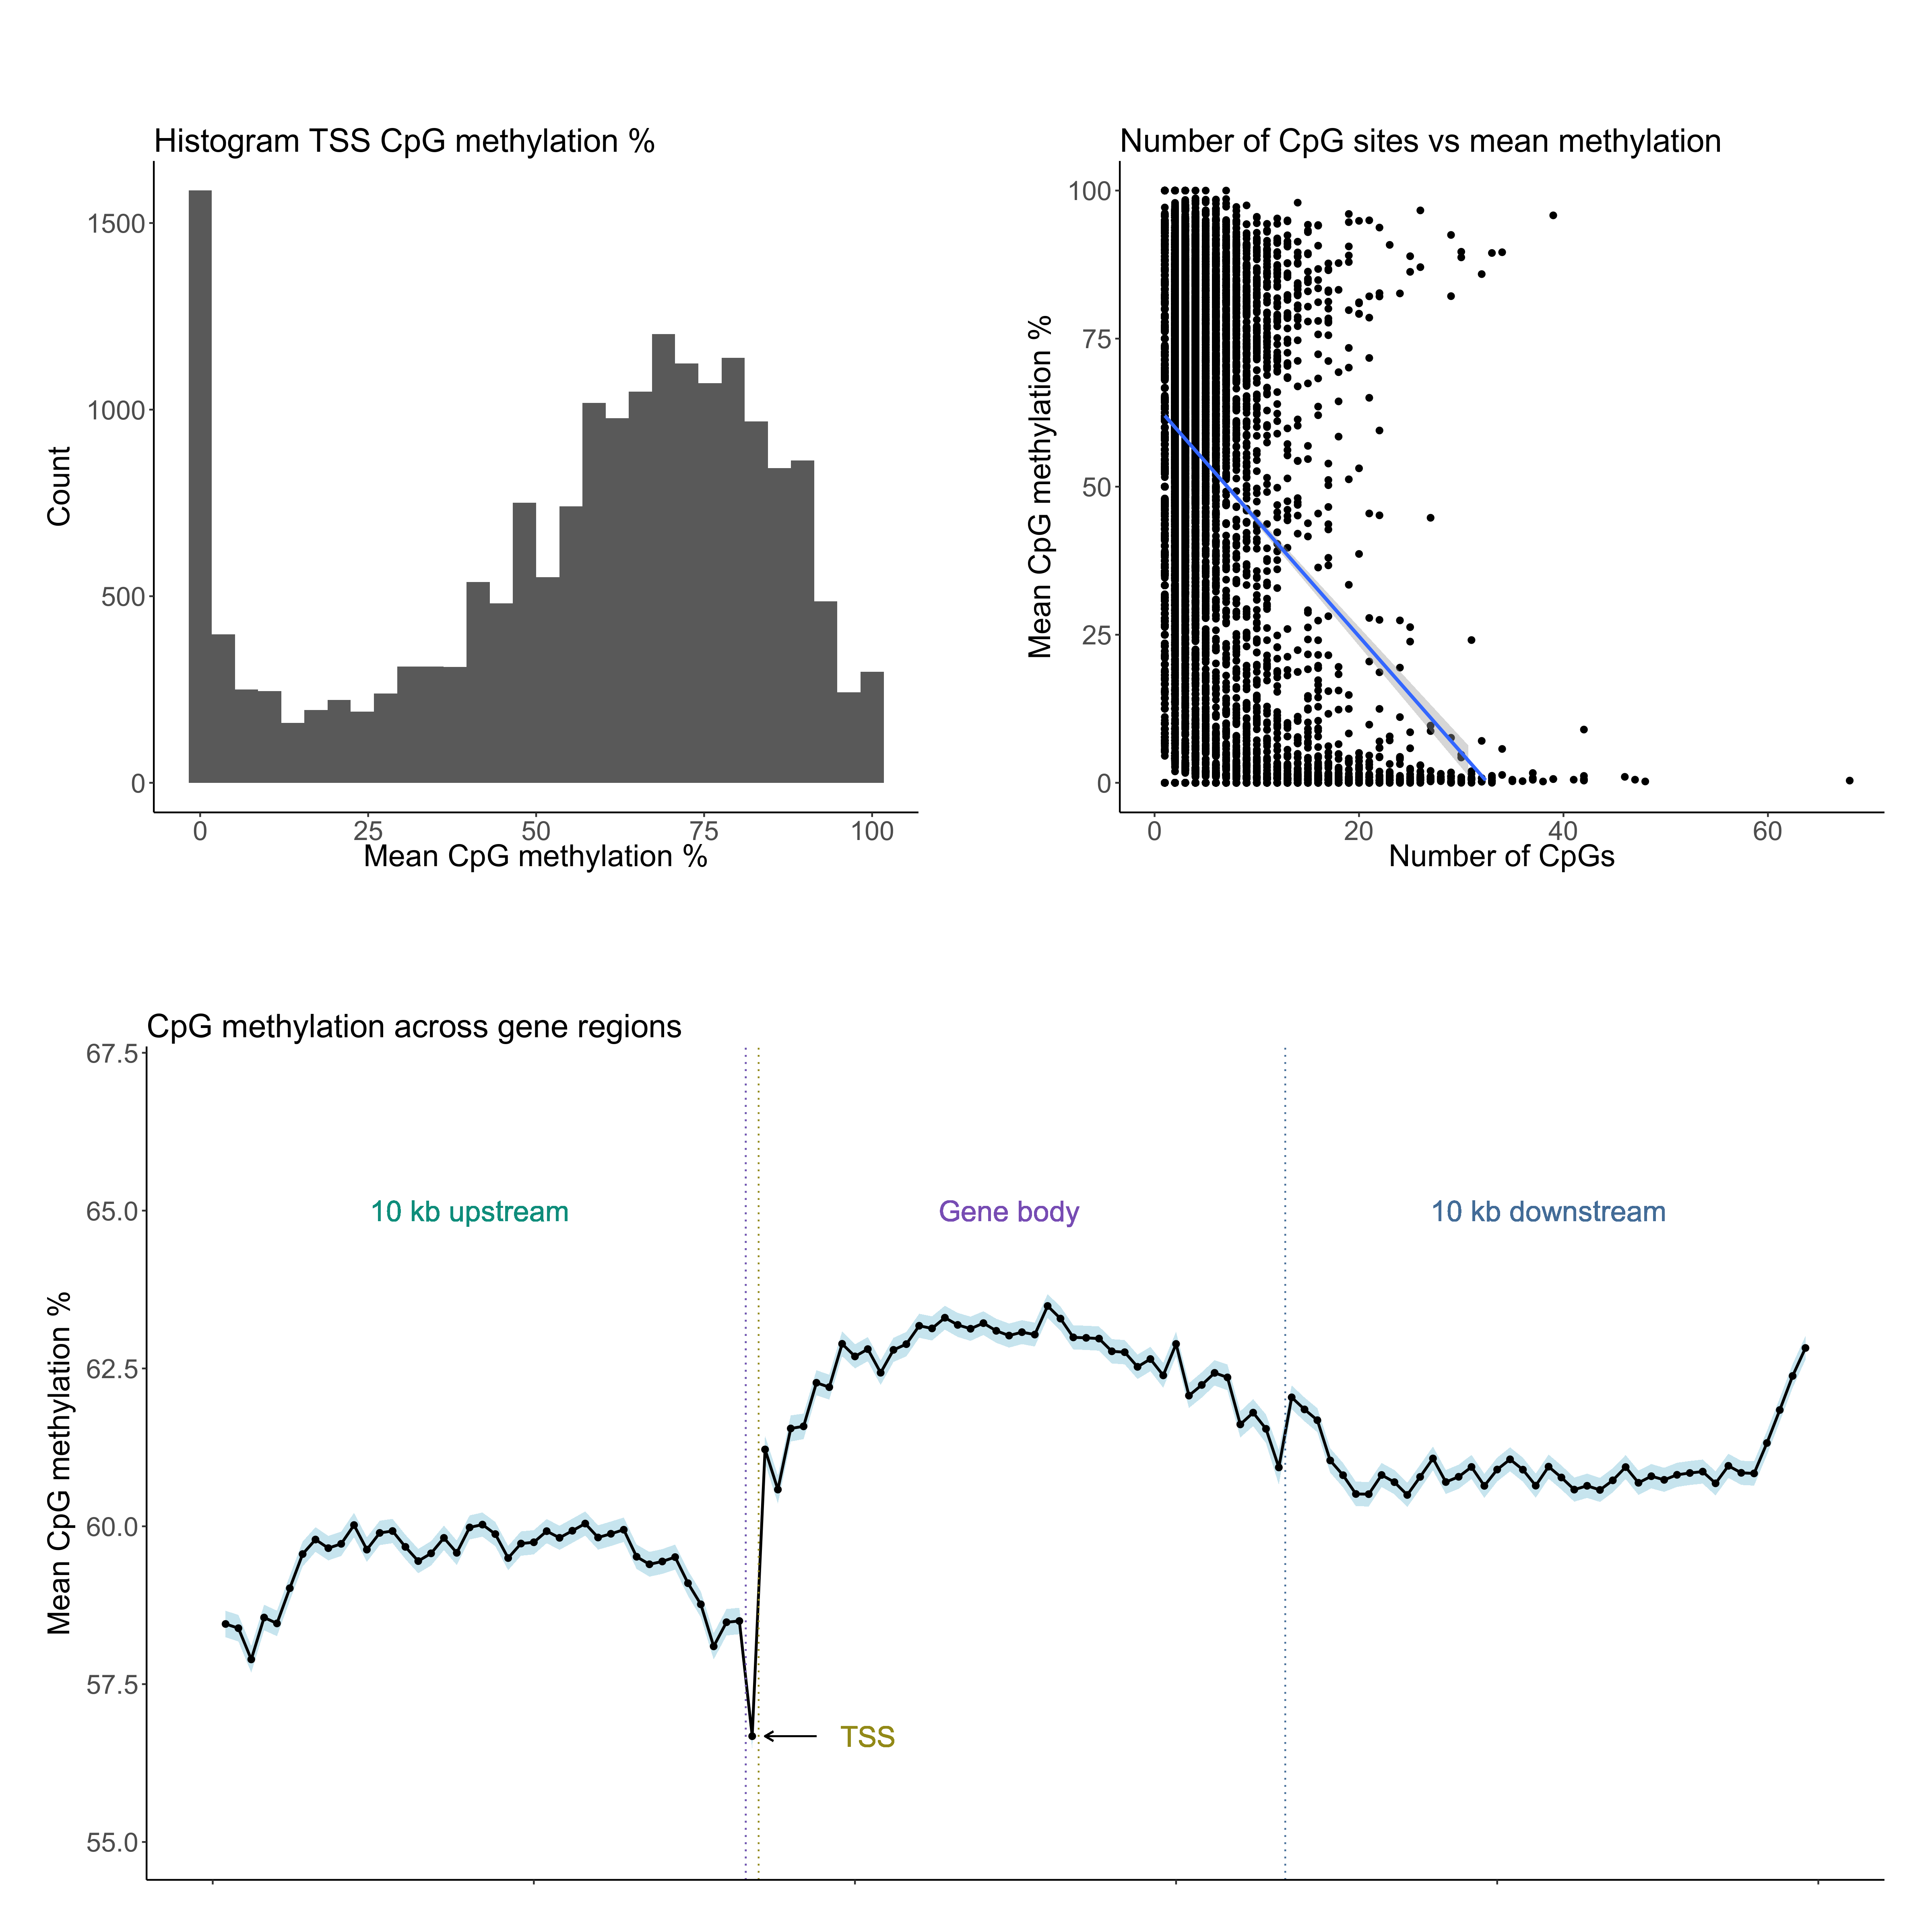 Histogram TSS CpG methylation %
1500
1000
500
0
Count
0 25 50 75 100
Mean CpG methylation %
Number of CpG sites vs mean methylation
100
75
50
25
0
Mean CpG methylation %
0 20 40 60
Number of CpGs
CpG methylation across gene regions
67.5
65.0
62.5
60.0
57.5
55.0
Mean CpG methylation %
10 kb upstream
Gene body
10 kb downstream
TSS